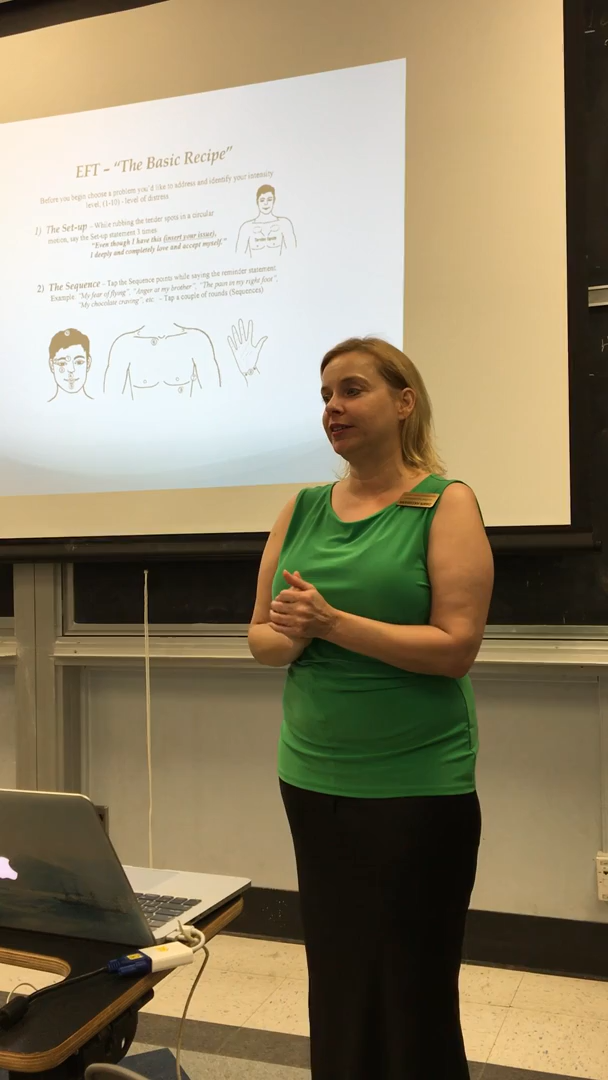 EFT – "The Basic Recipe"
Before you begin choose a problem you'd like to address and identify your intensity
level, (1-10) - level of distress
1) The Set-up - While rubbing the tender spots in a circular
motion, say the Set-up statement 3 times
"Even though I have this (insert your issue),
I deeply and completely love and accept myself."
Tender Spots
2) The Sequence – Tap the Sequence points while saying the reminder statement
Example. "My fear of flying", "Anger at my brother", "The pain in my right foot",
"My chocolate craving", etc. - Tap a couple of rounds (Sequences)